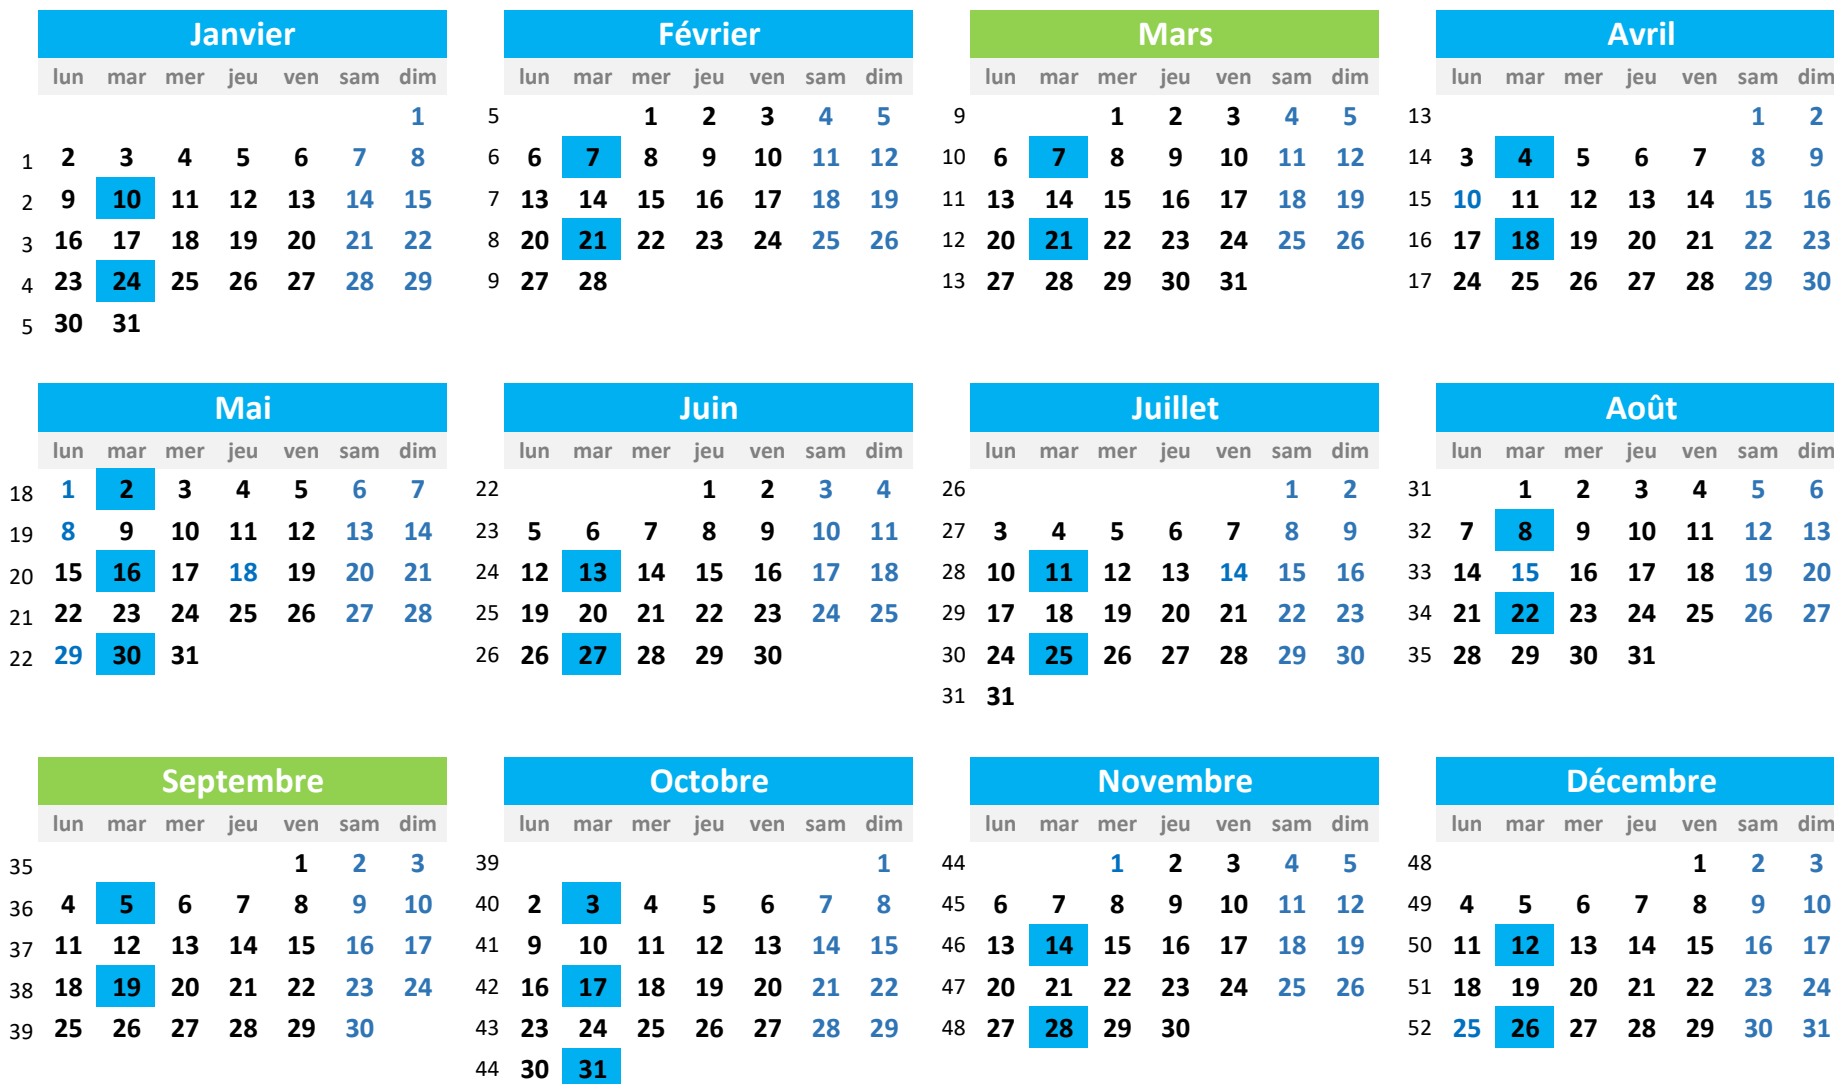 Janvier Février Mars Avril
lun mar mer jeu ven sam dim lun mar mer jeu ven sam dim lun mar mer jeu ven sam dim lun mar mer jeu ven sam dim
1 5 1 2 3 4 5 9 1 2 3 4 5 13 1 2
1 2 3 4 5 6 7 8 6 6 7 8 9 10 11 12 10 6 7 8 9 10 11 12 14 3 4 5 6 7 8 9
2 9 10 11 12 13 14 15 7 13 14 15 16 17 18 19 11 13 14 15 16 17 18 19 15 10 11 12 13 14 15 16
3 16 17 18 19 20 21 22 8 20 21 22 23 24 25 26 12 20 21 22 23 24 25 26 16 17 18 19 20 21 22 23
4 23 24 25 26 27 28 29 9 27 28 13 27 28 29 30 31 17 24 25 26 27 28 29 30
5 30 31
Mai Juin Juillet Août
lun mar mer jeu ven sam dim lun mar mer jeu ven sam dim lun mar mer jeu ven sam dim lun mar mer jeu ven sam dim
18 1 2 3 4 5 6 7 22 1 2 3 4 26 1 2 31 1 2 3 4 5 6
19 8 9 10 11 12 13 14 23 5 6 7 8 9 10 11 27 3 4 5 6 7 8 9 32 7 8 9 10 11 12 13
20 15 16 17 18 19 20 21 24 12 13 14 15 16 17 18 28 10 11 12 13 14 15 16 33 14 15 16 17 18 19 20
21 22 23 24 25 26 27 28 25 19 20 21 22 23 24 25 29 17 18 19 20 21 22 23 34 21 22 23 24 25 26 27
22 29 30 31 26 26 27 28 29 30 30 24 25 26 27 28 29 30 35 28 29 30 31
31 31
Septembre Octobre Novembre Décembre
lun mar mer jeu ven sam dim lun mar mer jeu ven sam dim lun mar mer jeu ven sam dim lun mar mer jeu ven sam dim
35 1 2 3 39 1 44 1 2 3 4 5 48 1 2 3
36 4 5 6 7 8 9 10 40 2 3 4 5 6 7 8 45 6 7 8 9 10 11 12 49 4 5 6 7 8 9 10
37 11 12 13 14 15 16 17 41 9 10 11 12 13 14 15 46 13 14 15 16 17 18 19 50 11 12 13 14 15 16 17
38 18 19 20 21 22 23 24 42 16 17 18 19 20 21 22 47 20 21 22 23 24 25 26 51 18 19 20 21 22 23 24
39 25 26 27 28 29 30 43 23 24 25 26 27 28 29 48 27 28 29 30 52 25 26 27 28 29 30 31
44 30 31